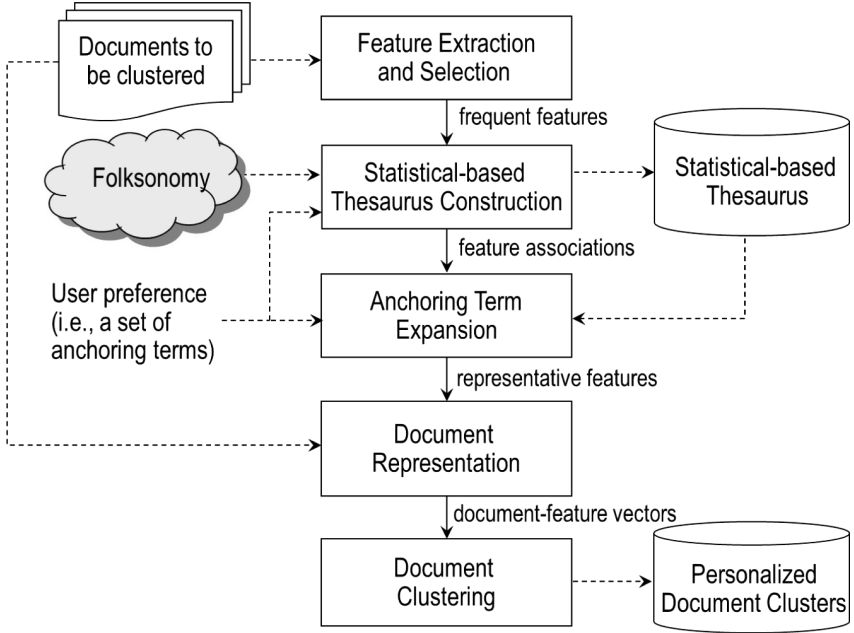 Documents to
be clustered
Feature Extraction
and Selection
frequent features
Folksonomy
Statistical-based
Thesaurus Construction
Statistical-based
Thesaurus
feature associations
User preference
(i.e., a set of
anchoring terms)
Anchoring Term
Expansion
representative features
Document
Representation
document-feature vectors
Document
Clustering
Personalized
Document Clusters